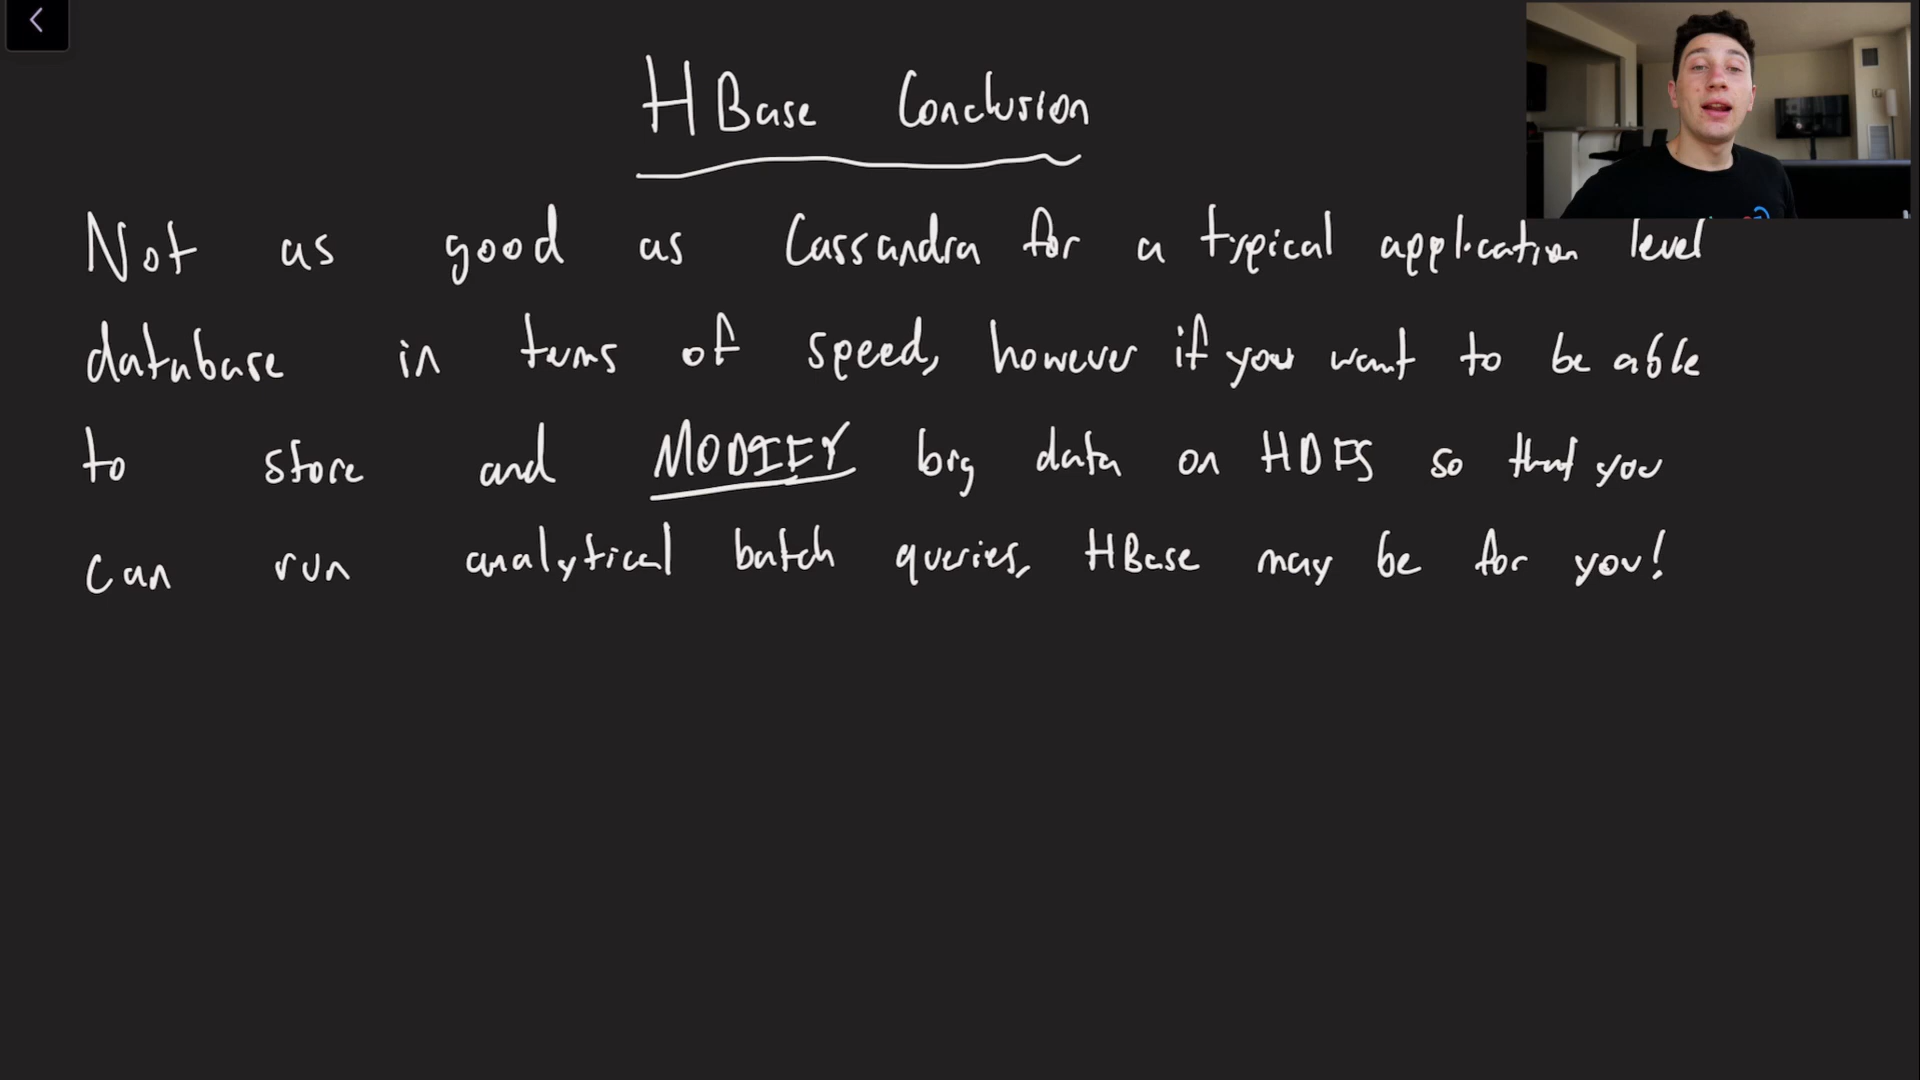 HBase Conclusion
Not as good as Cassandra for a typical application level
database in terms of speed, however if you want to be able
to store and MODIFY big data on HDFS so that you
can run analytical batch queries, HBase may be for you!